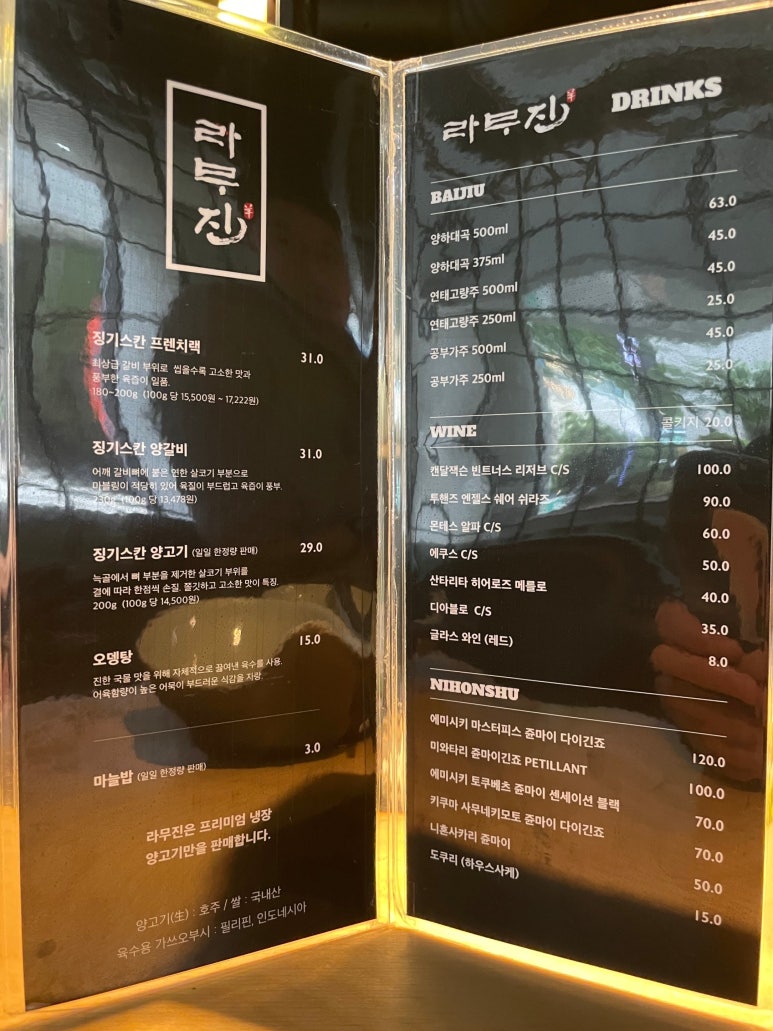 라무진
징기스칸 프렌치랙 31.0
최상급 갈비 부위로 씹을수록 고소한 맛과
풍부한 육즙이 일품.
180~200g (100g 당 15,500원 ~ 17,222원)
징기스칸 양갈비 31.0
어깨 갈비뼈에 붙은 연한 살코기 부분으로
마블링이 적당히 있어 육질이 부드럽고 육즙이 풍부.
230g (100g 당 13,478원)
징기스칸 양고기 (일일 한정량 판매) 29.0
늑골에서 뼈 부분을 제거한 살코기 부위를
결에 따라 한점씩 손질. 쫄깃하고 고소한 맛이 특징.
200g (100g 당 14,500원)
오뎅탕 15.0
진한 국물 맛을 위해 자체적으로 끓여낸 육수를 사용.
어육함량이 높은 어묵이 부드러운 식감을 자랑.
마늘밥 (일일 한정량 판매) 3.0
라무진은 프리미엄 냉장
양고기만을 판매합니다.
양고기(生) : 호주 / 쌀 : 국내산
육수용 가쓰오부시 : 필리핀, 인도네시아
라무진 羊 DRINKS
BAIJIU
양하대곡 500ml 63.0
양하대곡 375ml 45.0
연태고량주 500ml 45.0
연태고량주 250ml 25.0
공부가주 500ml 45.0
공부가주 250ml 25.0
WINE 콜키지 20.0
캔달잭슨 빈트너스 리저브 C/S 100.0
투핸즈 엔젤스 쉐어 쉬라즈 90.0
몬테스 알파 C/S 60.0
에쿠스 C/S 50.0
산타리타 히어로즈 메를로 40.0
디아블로 C/S 35.0
글라스 와인 (레드) 8.0
NIHONSHU
에미시키 마스터피스 쥰마이 다이긴죠 120.0
미와타리 쥰마이긴죠 PETILLANT 100.0
에미시키 토쿠베츠 쥰마이 센세이션 블랙 70.0
키쿠마 사무네키모토 쥰마이 다이긴죠 70.0
니혼사카리 쥰마이 50.0
도쿠리 (하우스사케) 15.0